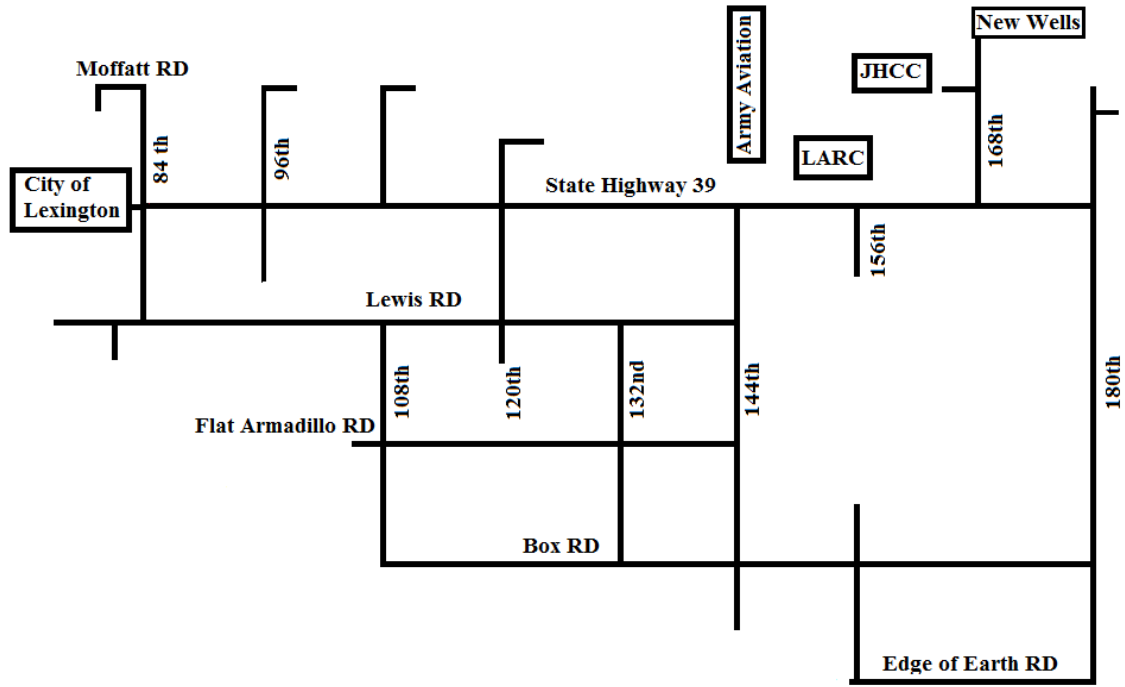 New Wells
Moffatt RD
JHCC
Army Aviation
84 th
96th
168th
LARC
City of
Lexington
State Highway 39
156th
Lewis RD
108th
120th
132nd
144th
180th
Flat Armadillo RD
Box RD
Edge of Earth RD